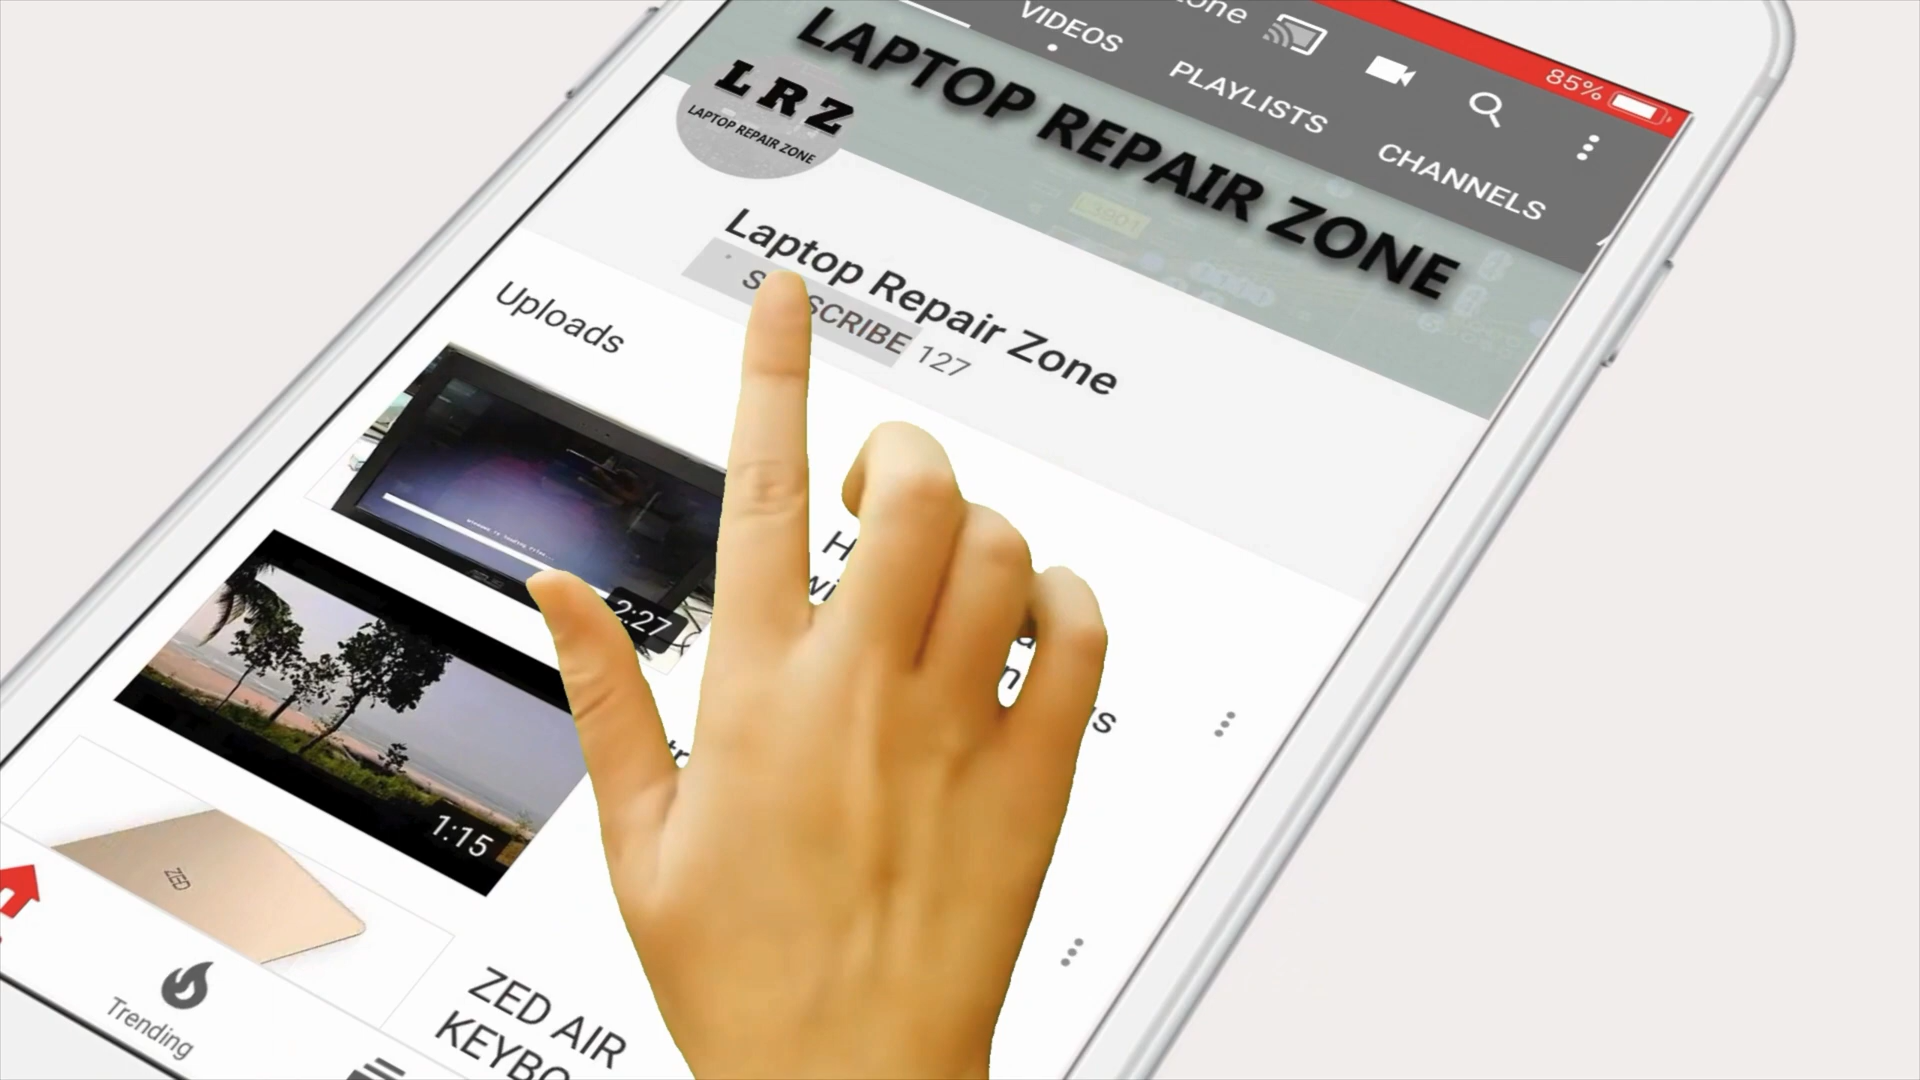 85%
VIDEOS
PLAYLISTS
CHANNELS
LAPTOP REPAIR ZONE
L R Z
LAPTOP REPAIR ZONE
Laptop Repair Zone
SCRIBE 127
Uploads
2:27
1:15
ZED
ZED AIR
Trending